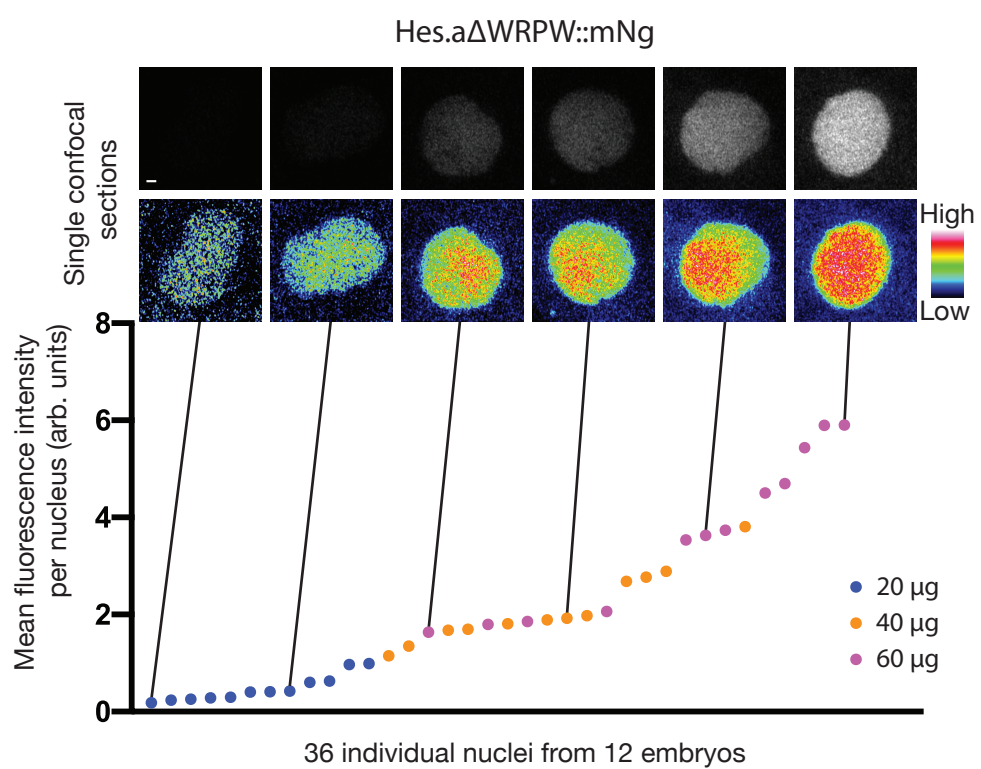 Hes.aΔWRPW::mNg
Single confocal
sections
High
Low
Mean fluorescence intensity
per nucleus (arb. units)
8
6
4
2
0
20 µg
40 µg
60 µg
36 individual nuclei from 12 embryos